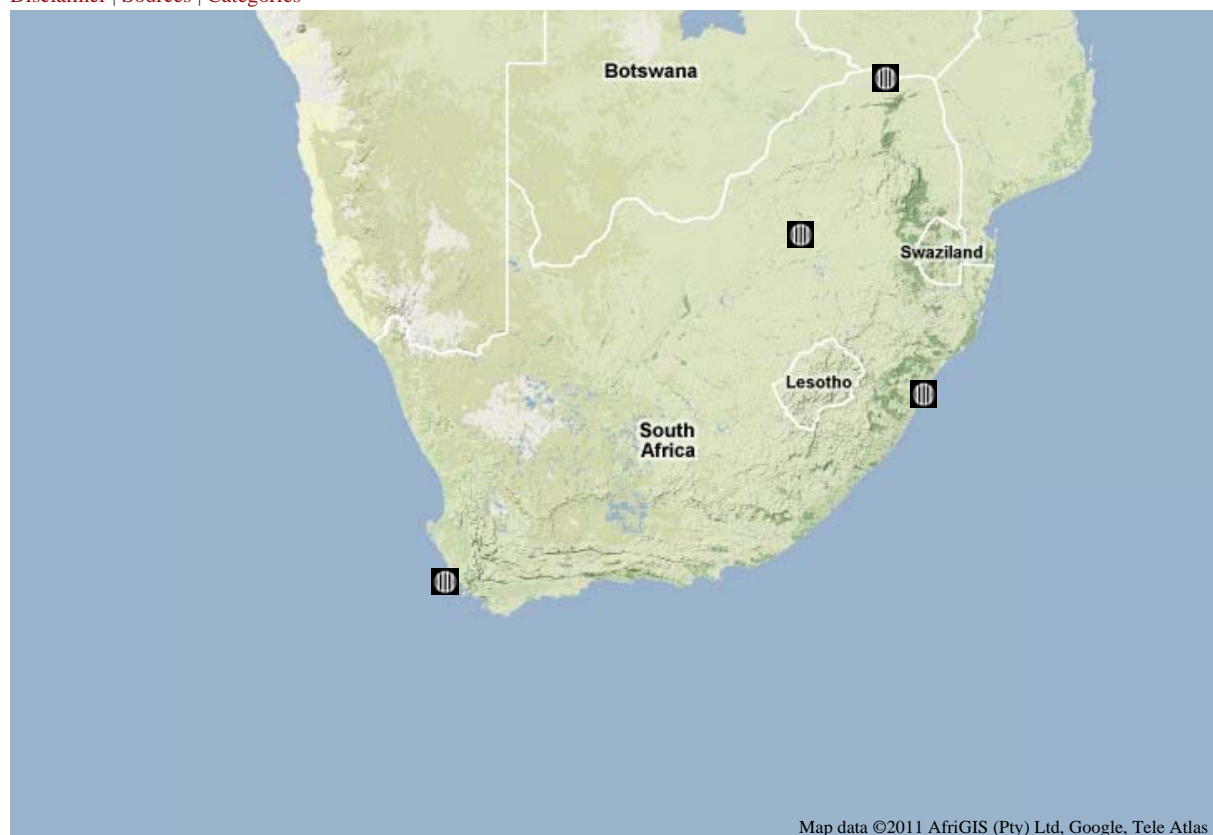 Disclaimer | Sources | Categories
Botswana
Swaziland
Lesotho
South
Africa
Map data ©2011 AfriGIS (Pty) Ltd, Google, Tele Atlas